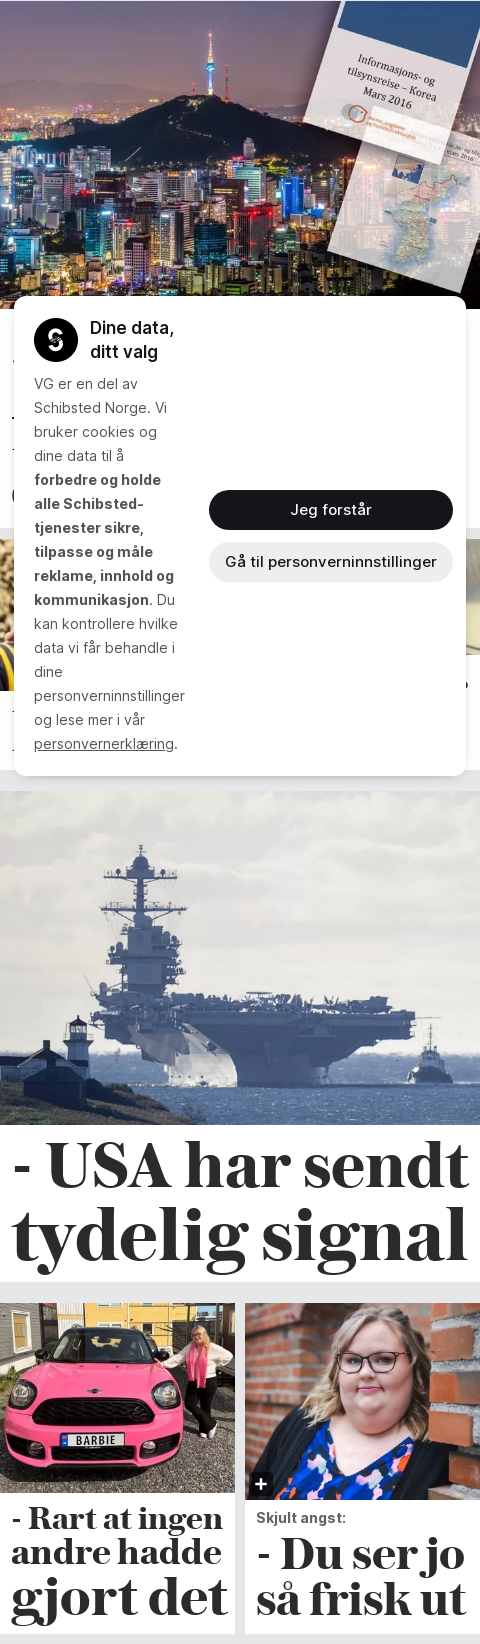 Informasjons- og
tilsynsreise – Korea
Mars 2016
Dine data,
ditt valg
VG er en del av
Schibsted Norge. Vi
bruker cookies og
dine data til å
forbedre og holde
alle Schibsted-
tjenester sikre,
tilpasse og måle
reklame, innhold og
kommunikasjon. Du
kan kontrollere hvilke
data vi får behandle i
dine
personverninnstillinger
og lese mer i vår
personvernerklæring.
Jeg forstår
Gå til personverninnstillinger
- USA har sendt
tydelig signal
BARBIE
- Rart at ingen
andre hadde
gjort det
Skjult angst:
- Du ser jo
så frisk ut